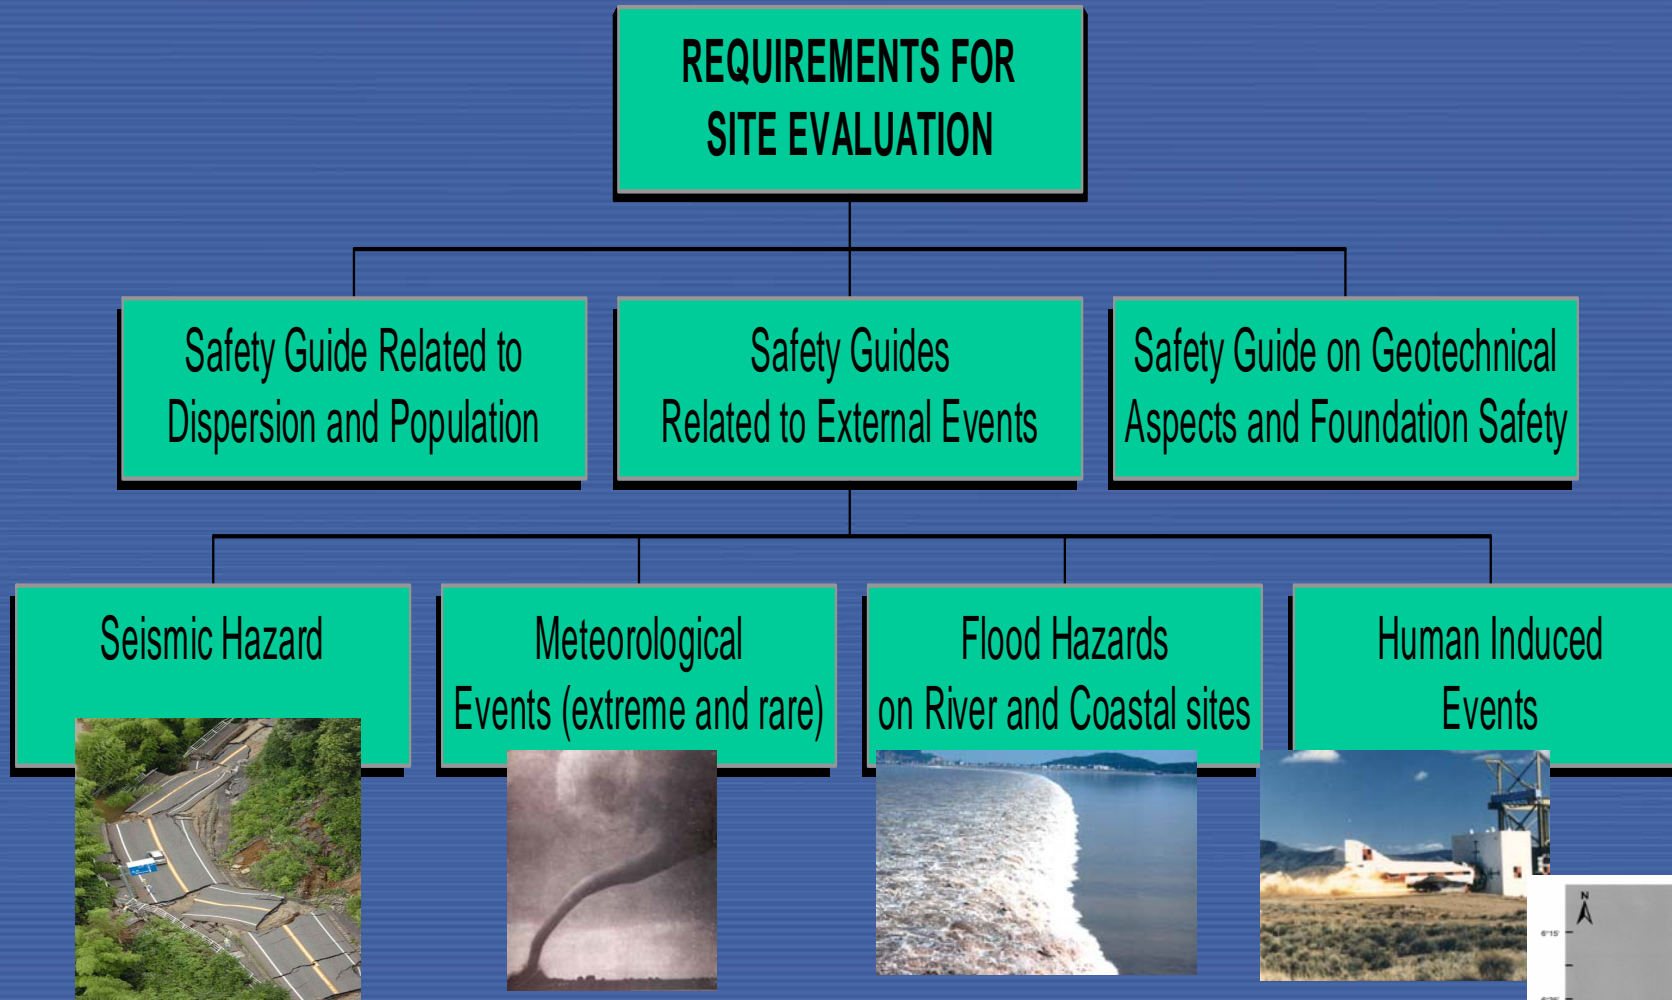 REQUIREMENTS FOR
SITE EVALUATION
Safety Guide Related to
Dispersion and Population
Safety Guides
Related to External Events
Safety Guide on Geotechnical
Aspects and Foundation Safety
Seismic Hazard
Meteorological
Events (extreme and rare)
Flood Hazards
on River and Coastal sites
Human Induced
Events
N
6°15'